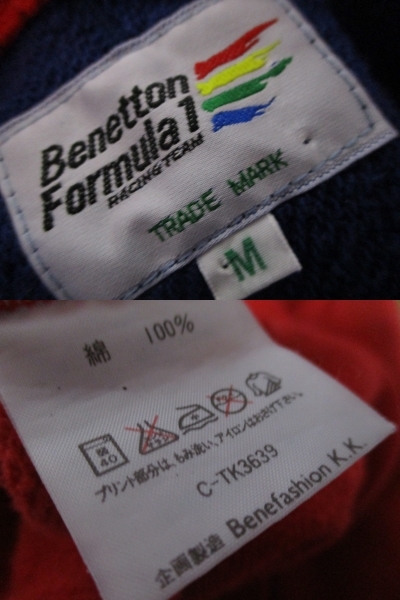 Benetton
Formula 1
RACING TEAM
TRADE MARK
M
綿 100%
40
プリント部分は、もみ洗い、アイロンはおさけ下さい。
C-TK3639
企画製造 Benefashion K.K.